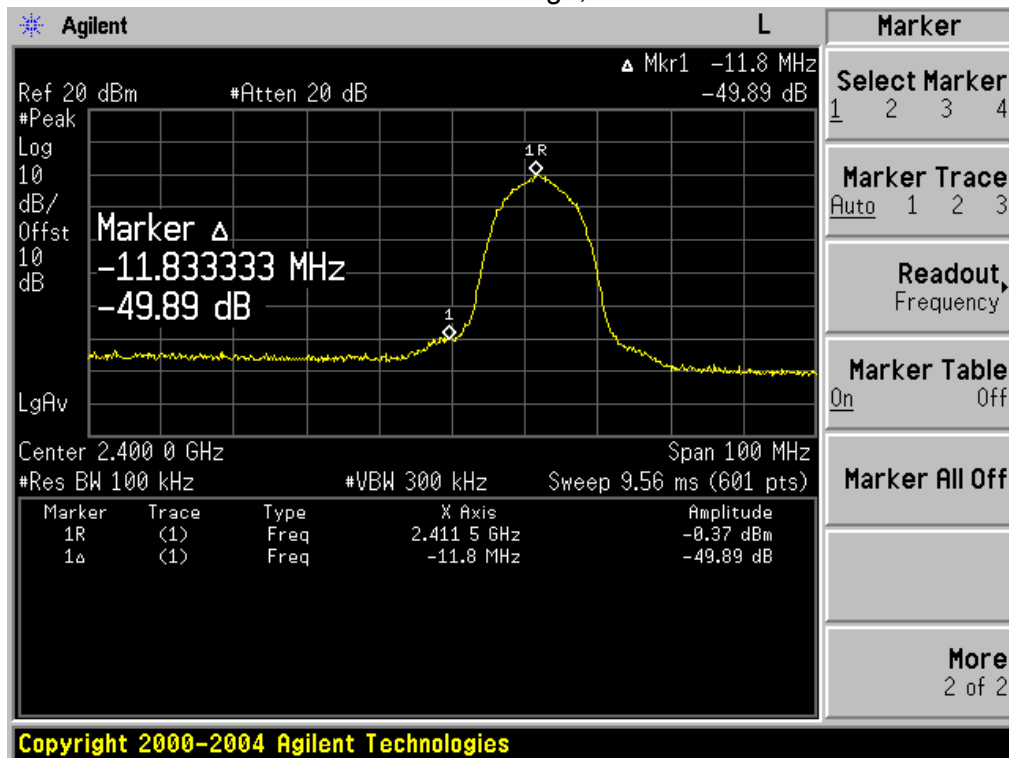 Agilent L
Δ Mkr1 -11.8 MHz
Ref 20 dBm #Atten 20 dB -49.89 dB
#Peak
Log
10
dB/
Offst
10
dB
LgAv
1R
Marker Δ
-11.833333 MHz
-49.89 dB
1
Center 2.400 0 GHz Span 100 MHz
#Res BW 100 kHz #VBW 300 kHz Sweep 9.56 ms (601 pts)
Marker Trace Type X Axis Amplitude
1R (1) Freq 2.411 5 GHz -0.37 dBm
1Δ (1) Freq -11.8 MHz -49.89 dB
Marker
Select Marker
1 2 3 4
Marker Trace
Auto 1 2 3
Readout
Frequency
Marker Table
On Off
Marker All Off
More
2 of 2
Copyright 2000-2004 Agilent Technologies